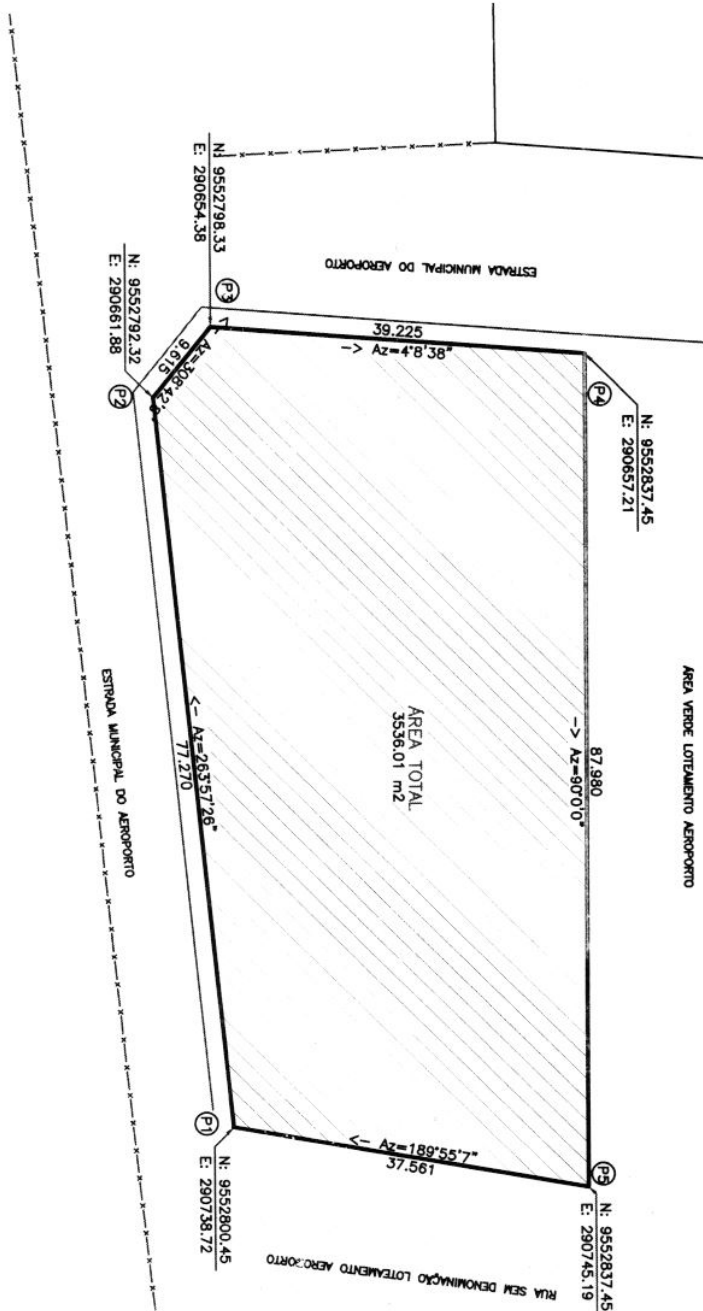 ESTRADA MUNICIPAL DO AEROPORTO
N: 9552798.33
E: 290654.38
P3
N: 9552792.32
E: 290661.88
P2
Az=308°42'
9.615
39.225
-> Az=4°8'38"
P4
N: 9552837.45
E: 290657.21
ÁREA VERDE LOTEAMENTO AEROPORTO
87.980
-> Az=90°0'0"
ÁREA TOTAL
3536.01 m2
<- Az=263°57'26"
77.270
ESTRADA MUNICIPAL DO AEROPORTO
P1
N: 9552800.45
E: 290738.72
<- Az=189°55'7"
37.561
P5
N: 9552837.45
E: 290745.19
RUA SEM DENOMINAÇÃO LOTEAMENTO AEROPORTO